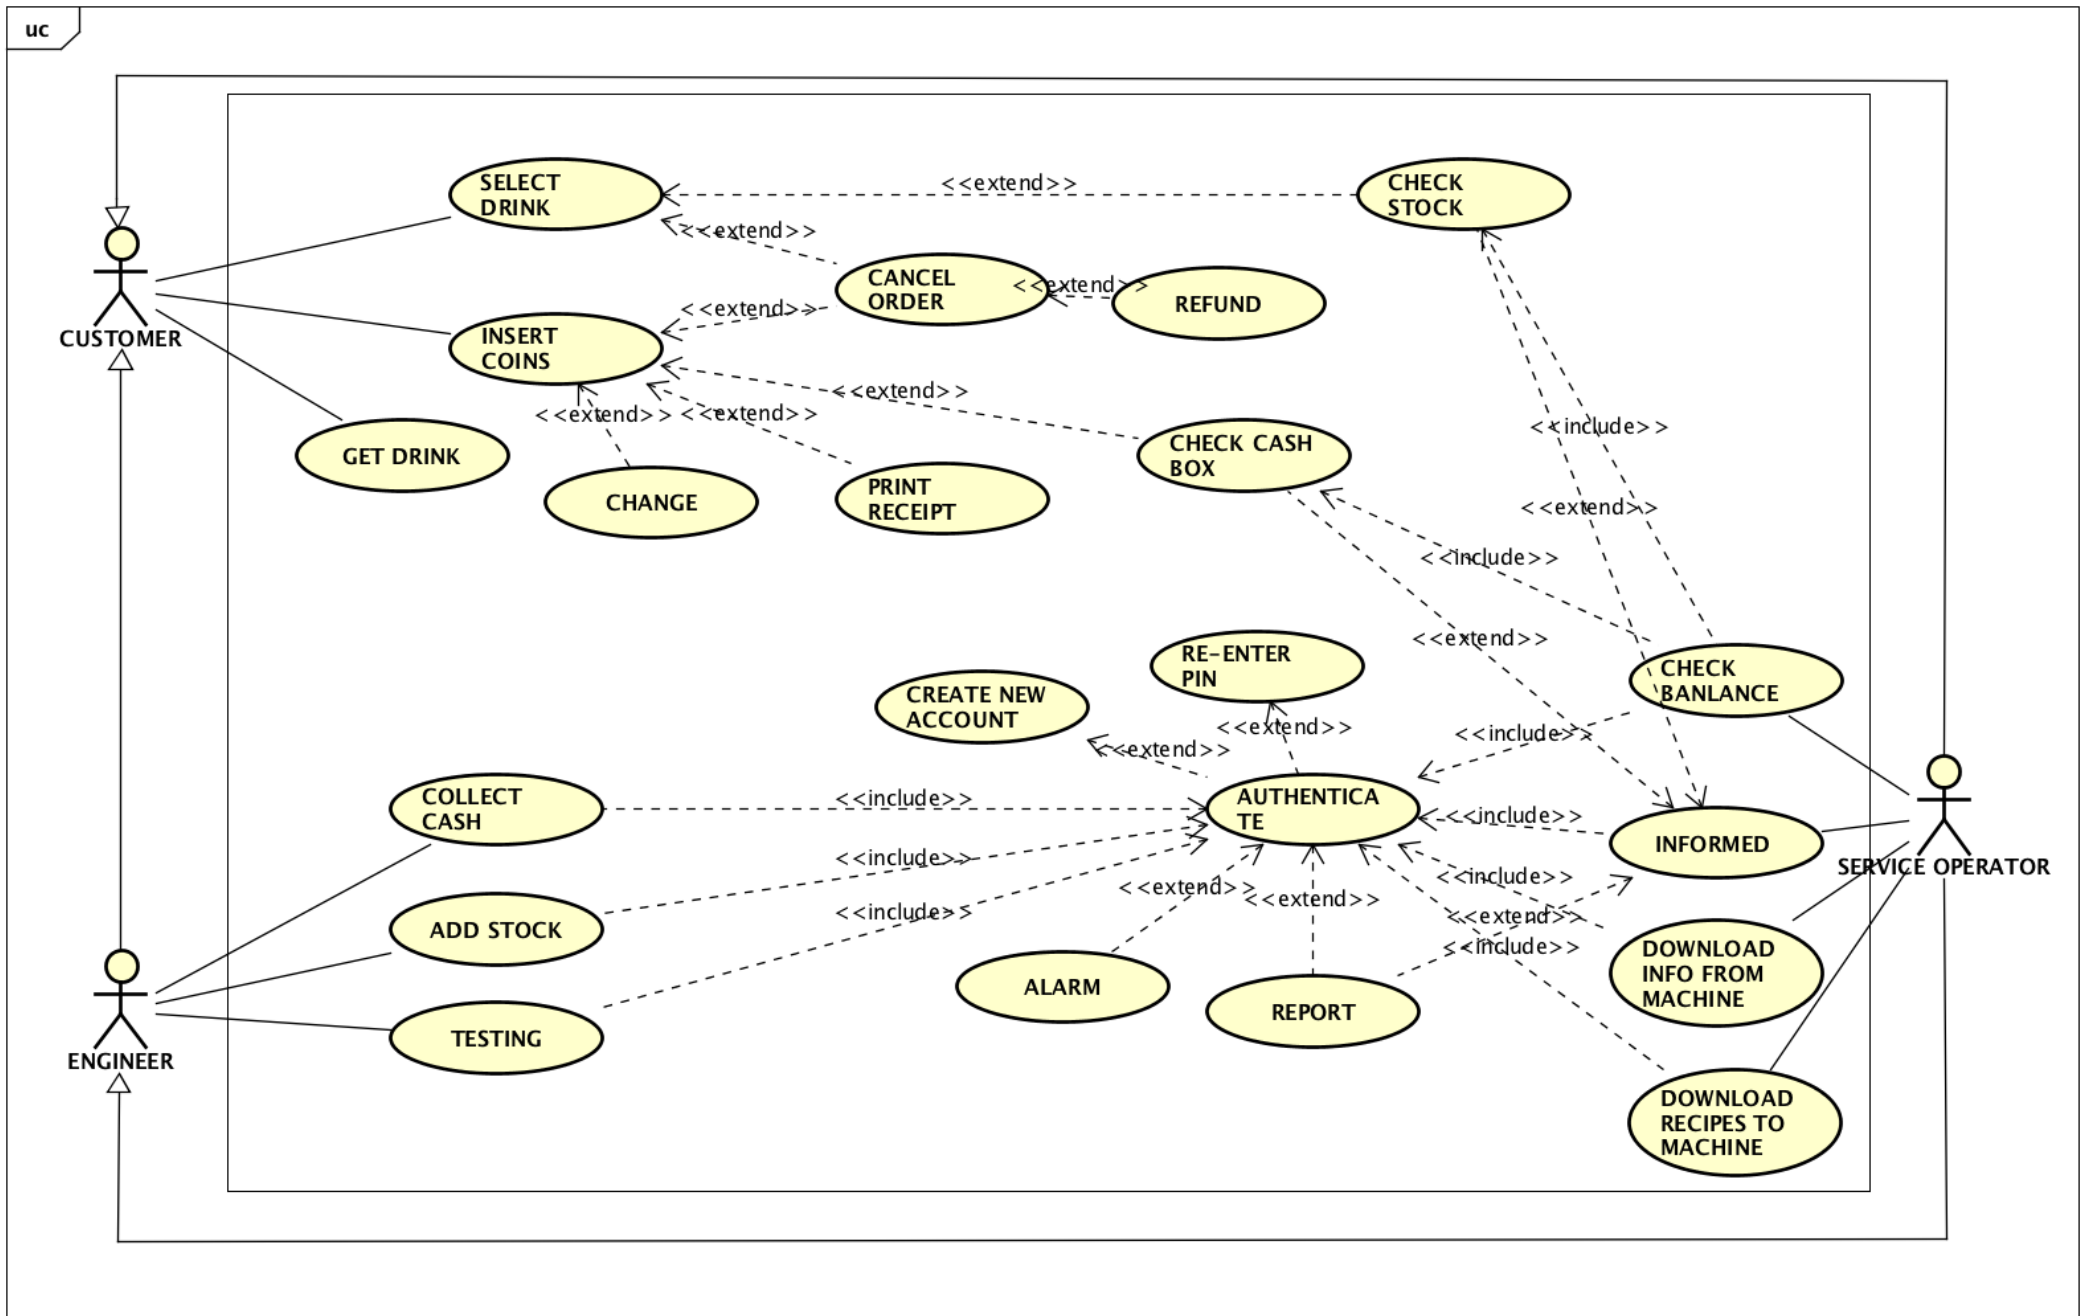 uc
SELECT
DRINK
<<extend>>
CHECK
STOCK
<<extend>>
CANCEL
ORDER
<<extend>>
REFUND
<<extend>>
CUSTOMER
INSERT
COINS
<<extend>>
<<extend>>
<<extend>>
<<include>>
GET DRINK
CHANGE
PRINT
RECEIPT
CHECK CASH
BOX
<<extend>>
<<include>>
<<extend>>
RE-ENTER
PIN
CHECK
BANLANCE
CREATE NEW
ACCOUNT
<<extend>>
<<extend>>
<<include>>
COLLECT
CASH
<<include>>
AUTHENTICA
TE
<<include>>
INFORMED
SERVICE OPERATOR
<<include>>
<<extend>>
<<extend>>
<<include>>
<<include>>
<<extend>>
<<include>>
ADD STOCK
DOWNLOAD
INFO FROM
MACHINE
ALARM
REPORT
TESTING
ENGINEER
DOWNLOAD
RECIPES TO
MACHINE